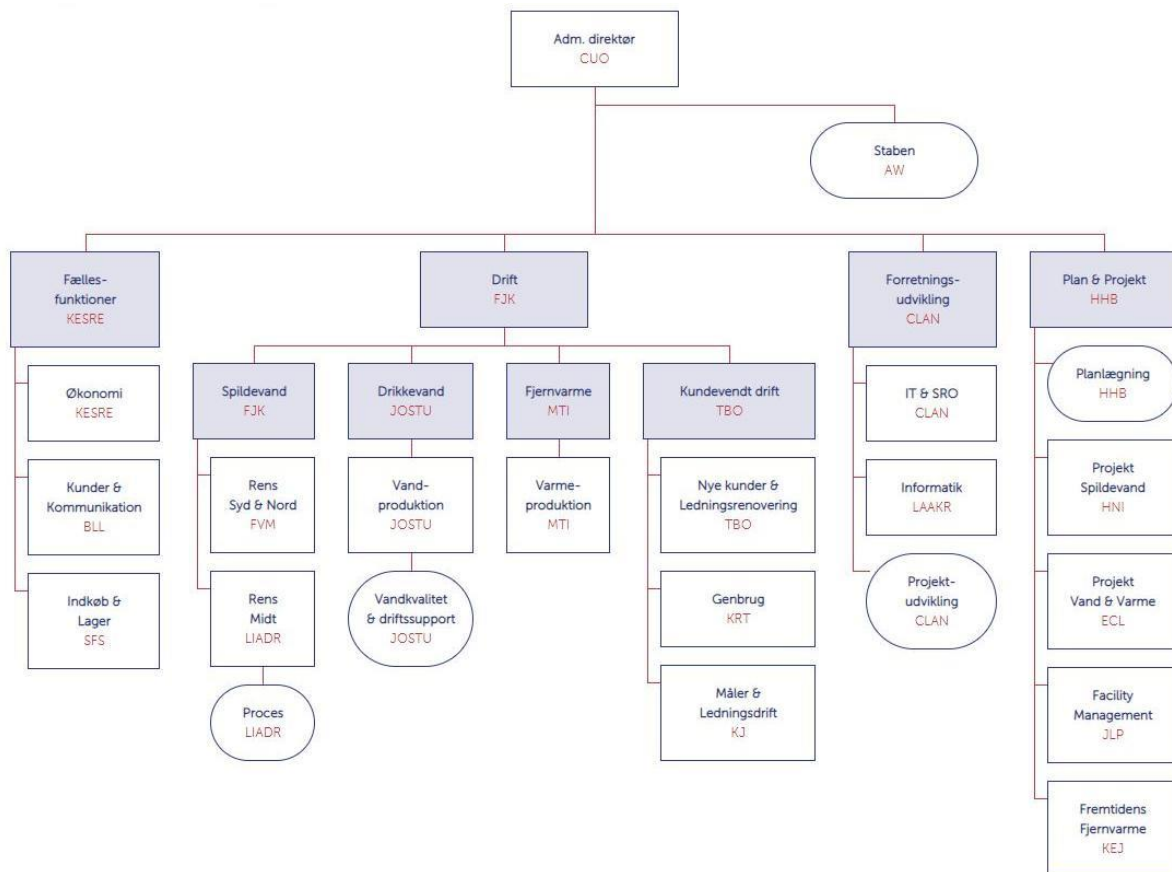 Adm. direktør
CUO
Staben
AW
Fælles-
funktioner
KESRE
Økonomi
KESRE
Kunder &
Kommunikation
BLL
Indkøb &
Lager
SFS
Drift
FJK
Spildevand
FJK
Rens
Syd & Nord
FVM
Rens
Midt
LIADR
Proces
LIADR
Drikkevand
JOSTU
Vand-
produktion
JOSTU
Vandkvalitet
& driftssupport
JOSTU
Fjernvarme
MTI
Varme-
produktion
MTI
Kundevendt drift
TBO
Nye kunder &
Ledningsrenovering
TBO
Genbrug
KRT
Måler &
Ledningsdrift
KJ
Forretnings-
udvikling
CLAN
IT & SRO
CLAN
Informatik
LAAKR
Projekt-
udvikling
CLAN
Plan & Projekt
HHB
Planlægning
HHB
Projekt
Spildevand
HNI
Projekt
Vand & Varme
ECL
Facility
Management
JLP
Fremtidens
Fjernvarme
KEJ